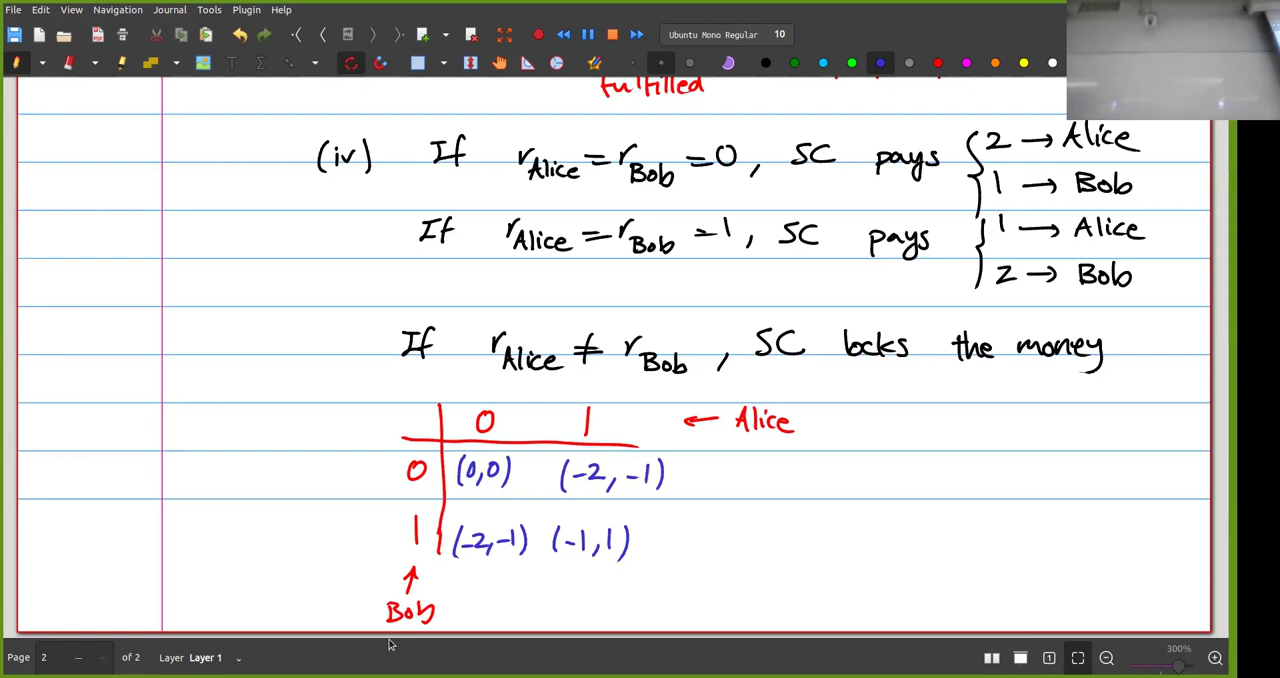 File Edit View Navigation Journal Tools Plugin Help
Ubuntu Mono Regular 10
fulfilled
(iv) If r_Alice = r_Bob = 0, SC pays { 2 → Alice
1 → Bob
If r_Alice = r_Bob = 1, SC pays { 1 → Alice
2 → Bob
If r_Alice ≠ r_Bob, SC locks the money
0 1 ← Alice
0 (0,0) (-2, -1)
1 (-2,-1) (-1,1)
↑
Bob
Page 2 - + of 2 Layer Layer 1 300%